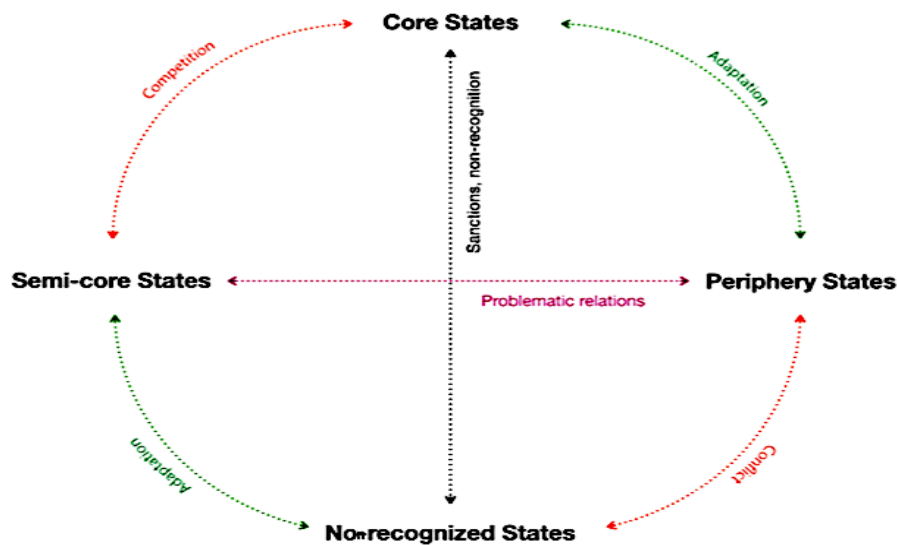 Core States
Competition
Adaptation
Sanctions, non-recognition
Semi-core States
Periphery States
Problematic relations
Adaptation
Conflict
Non-recognized States